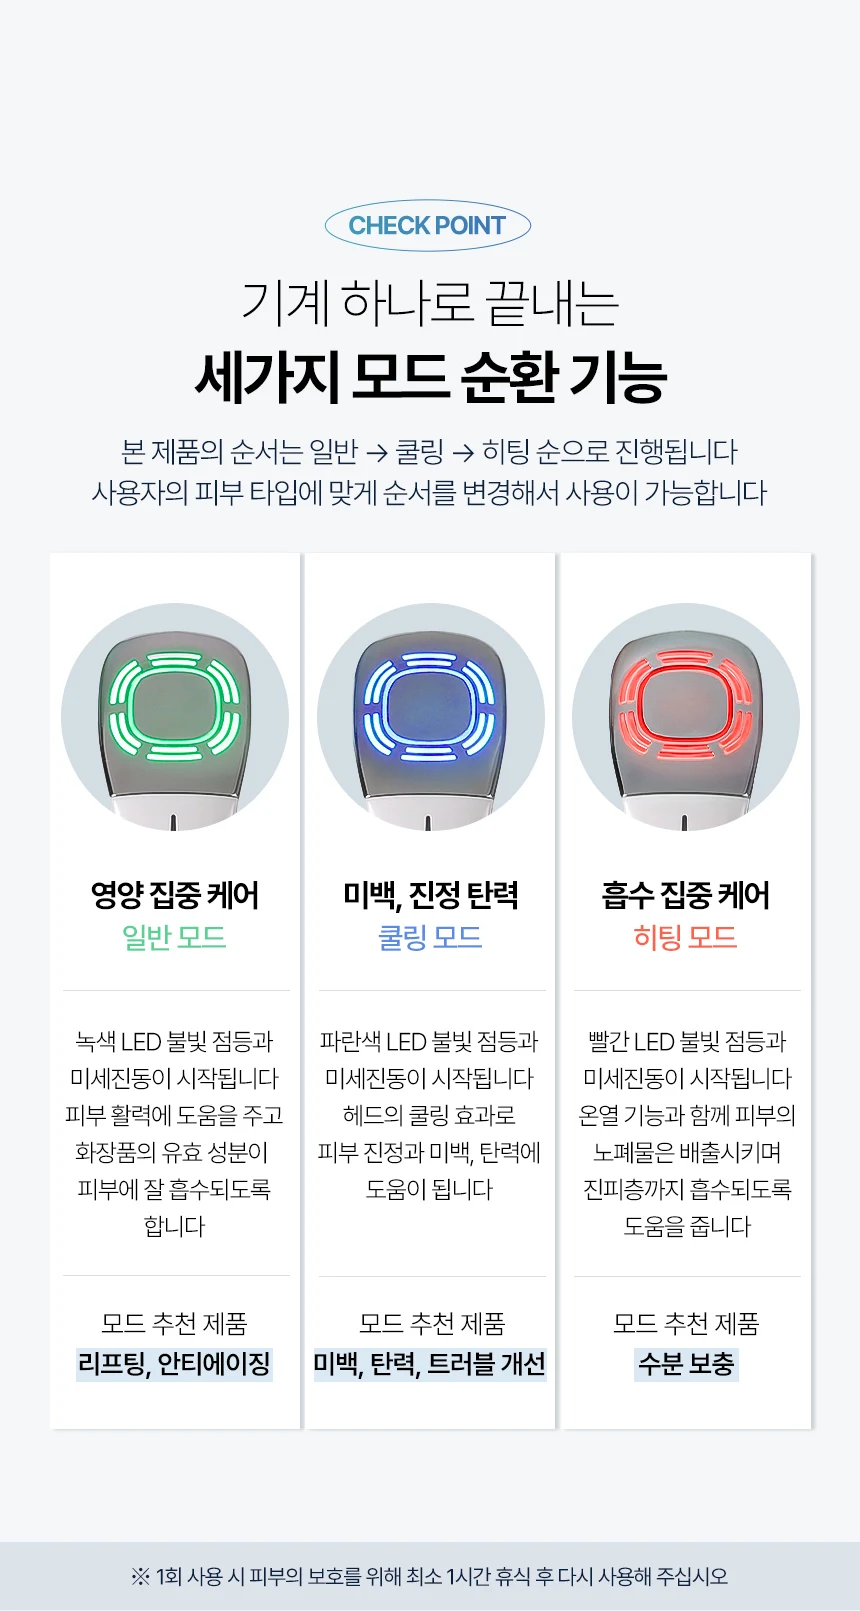 CHECK POINT
기계 하나로 끝내는
세가지 모드 순환 기능
본 제품의 순서는 일반 → 쿨링 → 히팅 순으로 진행됩니다
사용자의 피부 타입에 맞게 순서를 변경해서 사용이 가능합니다
영양 집중 케어
일반 모드
녹색 LED 불빛 점등과
미세진동이 시작됩니다
피부 활력에 도움을 주고
화장품의 유효 성분이
피부에 잘 흡수되도록
합니다
모드 추천 제품
리프팅, 안티에이징
미백, 진정 탄력
쿨링 모드
파란색 LED 불빛 점등과
미세진동이 시작됩니다
헤드의 쿨링 효과로
피부 진정과 미백, 탄력에
도움이 됩니다
모드 추천 제품
미백, 탄력, 트러블 개선
흡수 집중 케어
히팅 모드
빨간 LED 불빛 점등과
미세진동이 시작됩니다
온열 기능과 함께 피부의
노폐물은 배출시키며
진피층까지 흡수되도록
도움을 줍니다
모드 추천 제품
수분 보충
※ 1회 사용 시 피부의 보호를 위해 최소 1시간 휴식 후 다시 사용해 주십시오